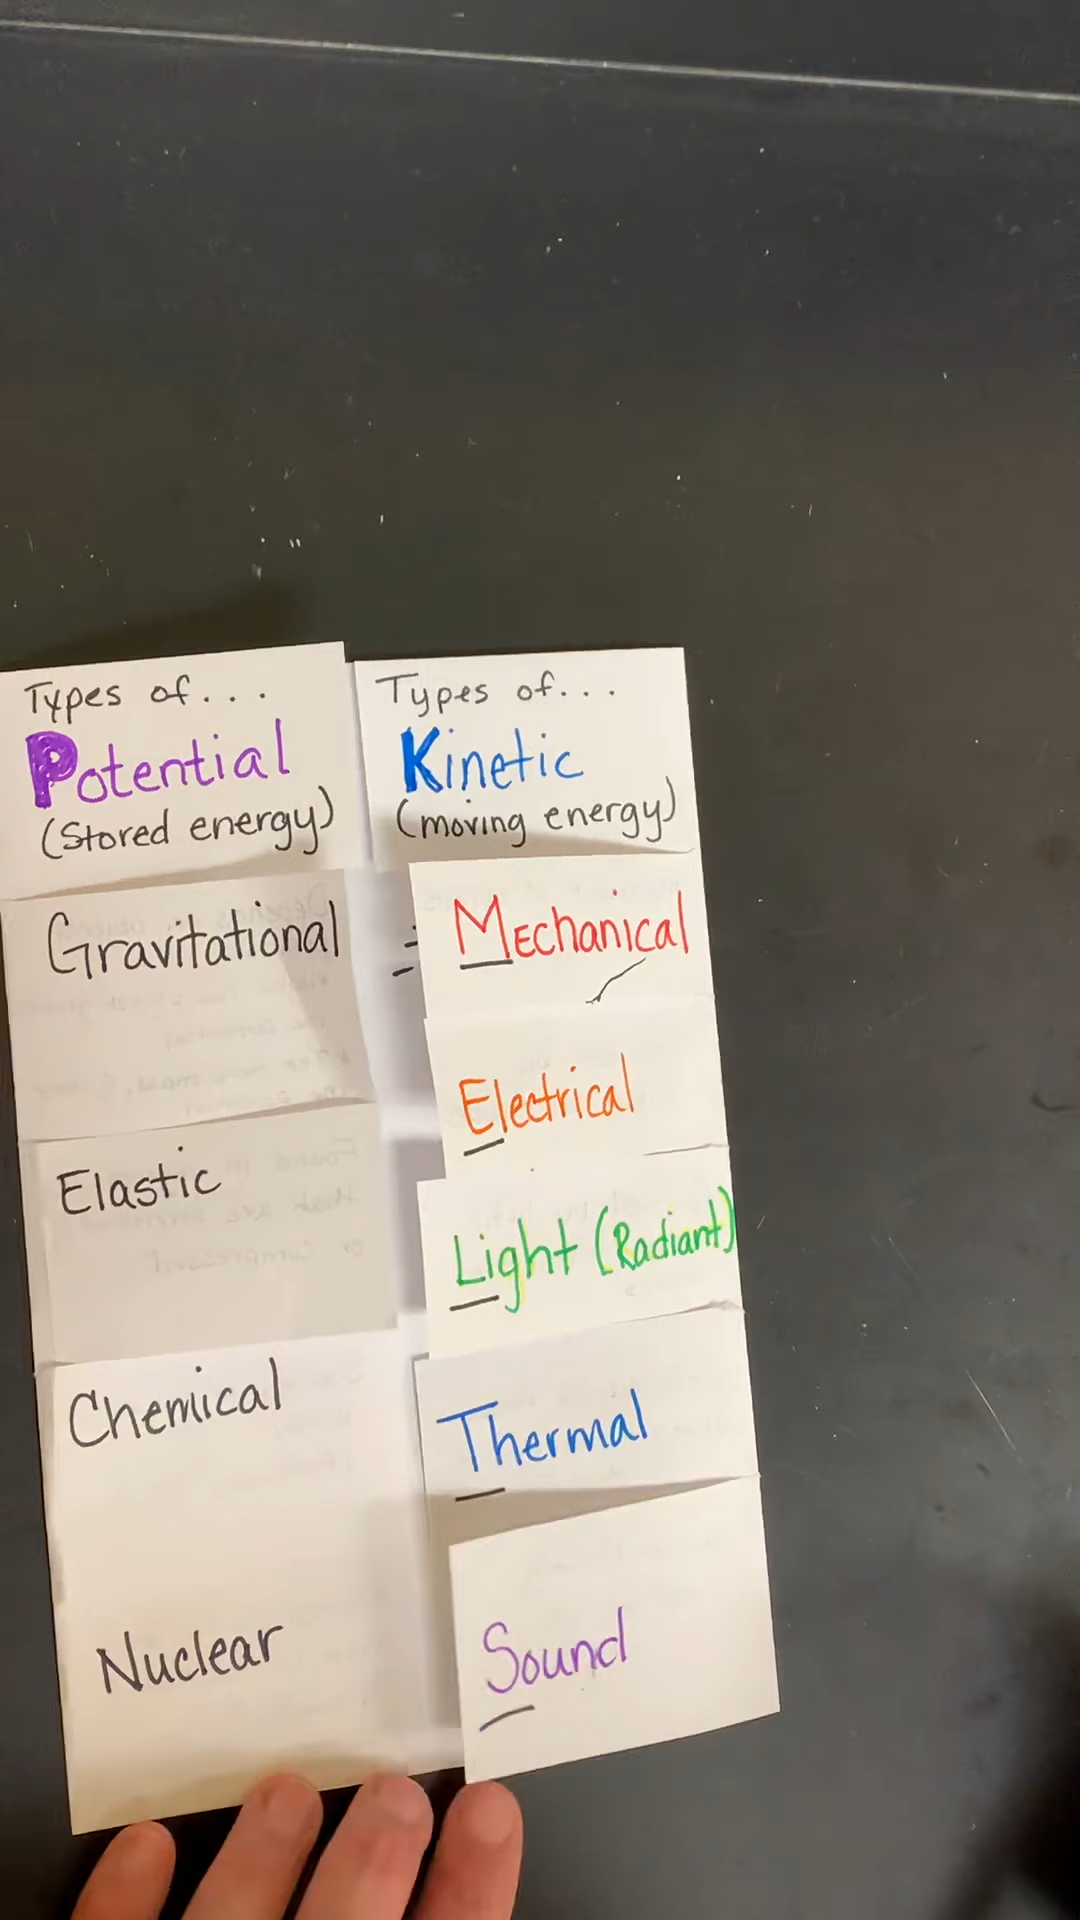 Types of...
Potential
(Stored energy)
Gravitational
Elastic
Chemical
Nuclear
Types of...
Kinetic
(moving energy)
Mechanical
Electrical
Light (Radiant)
Thermal
Sound